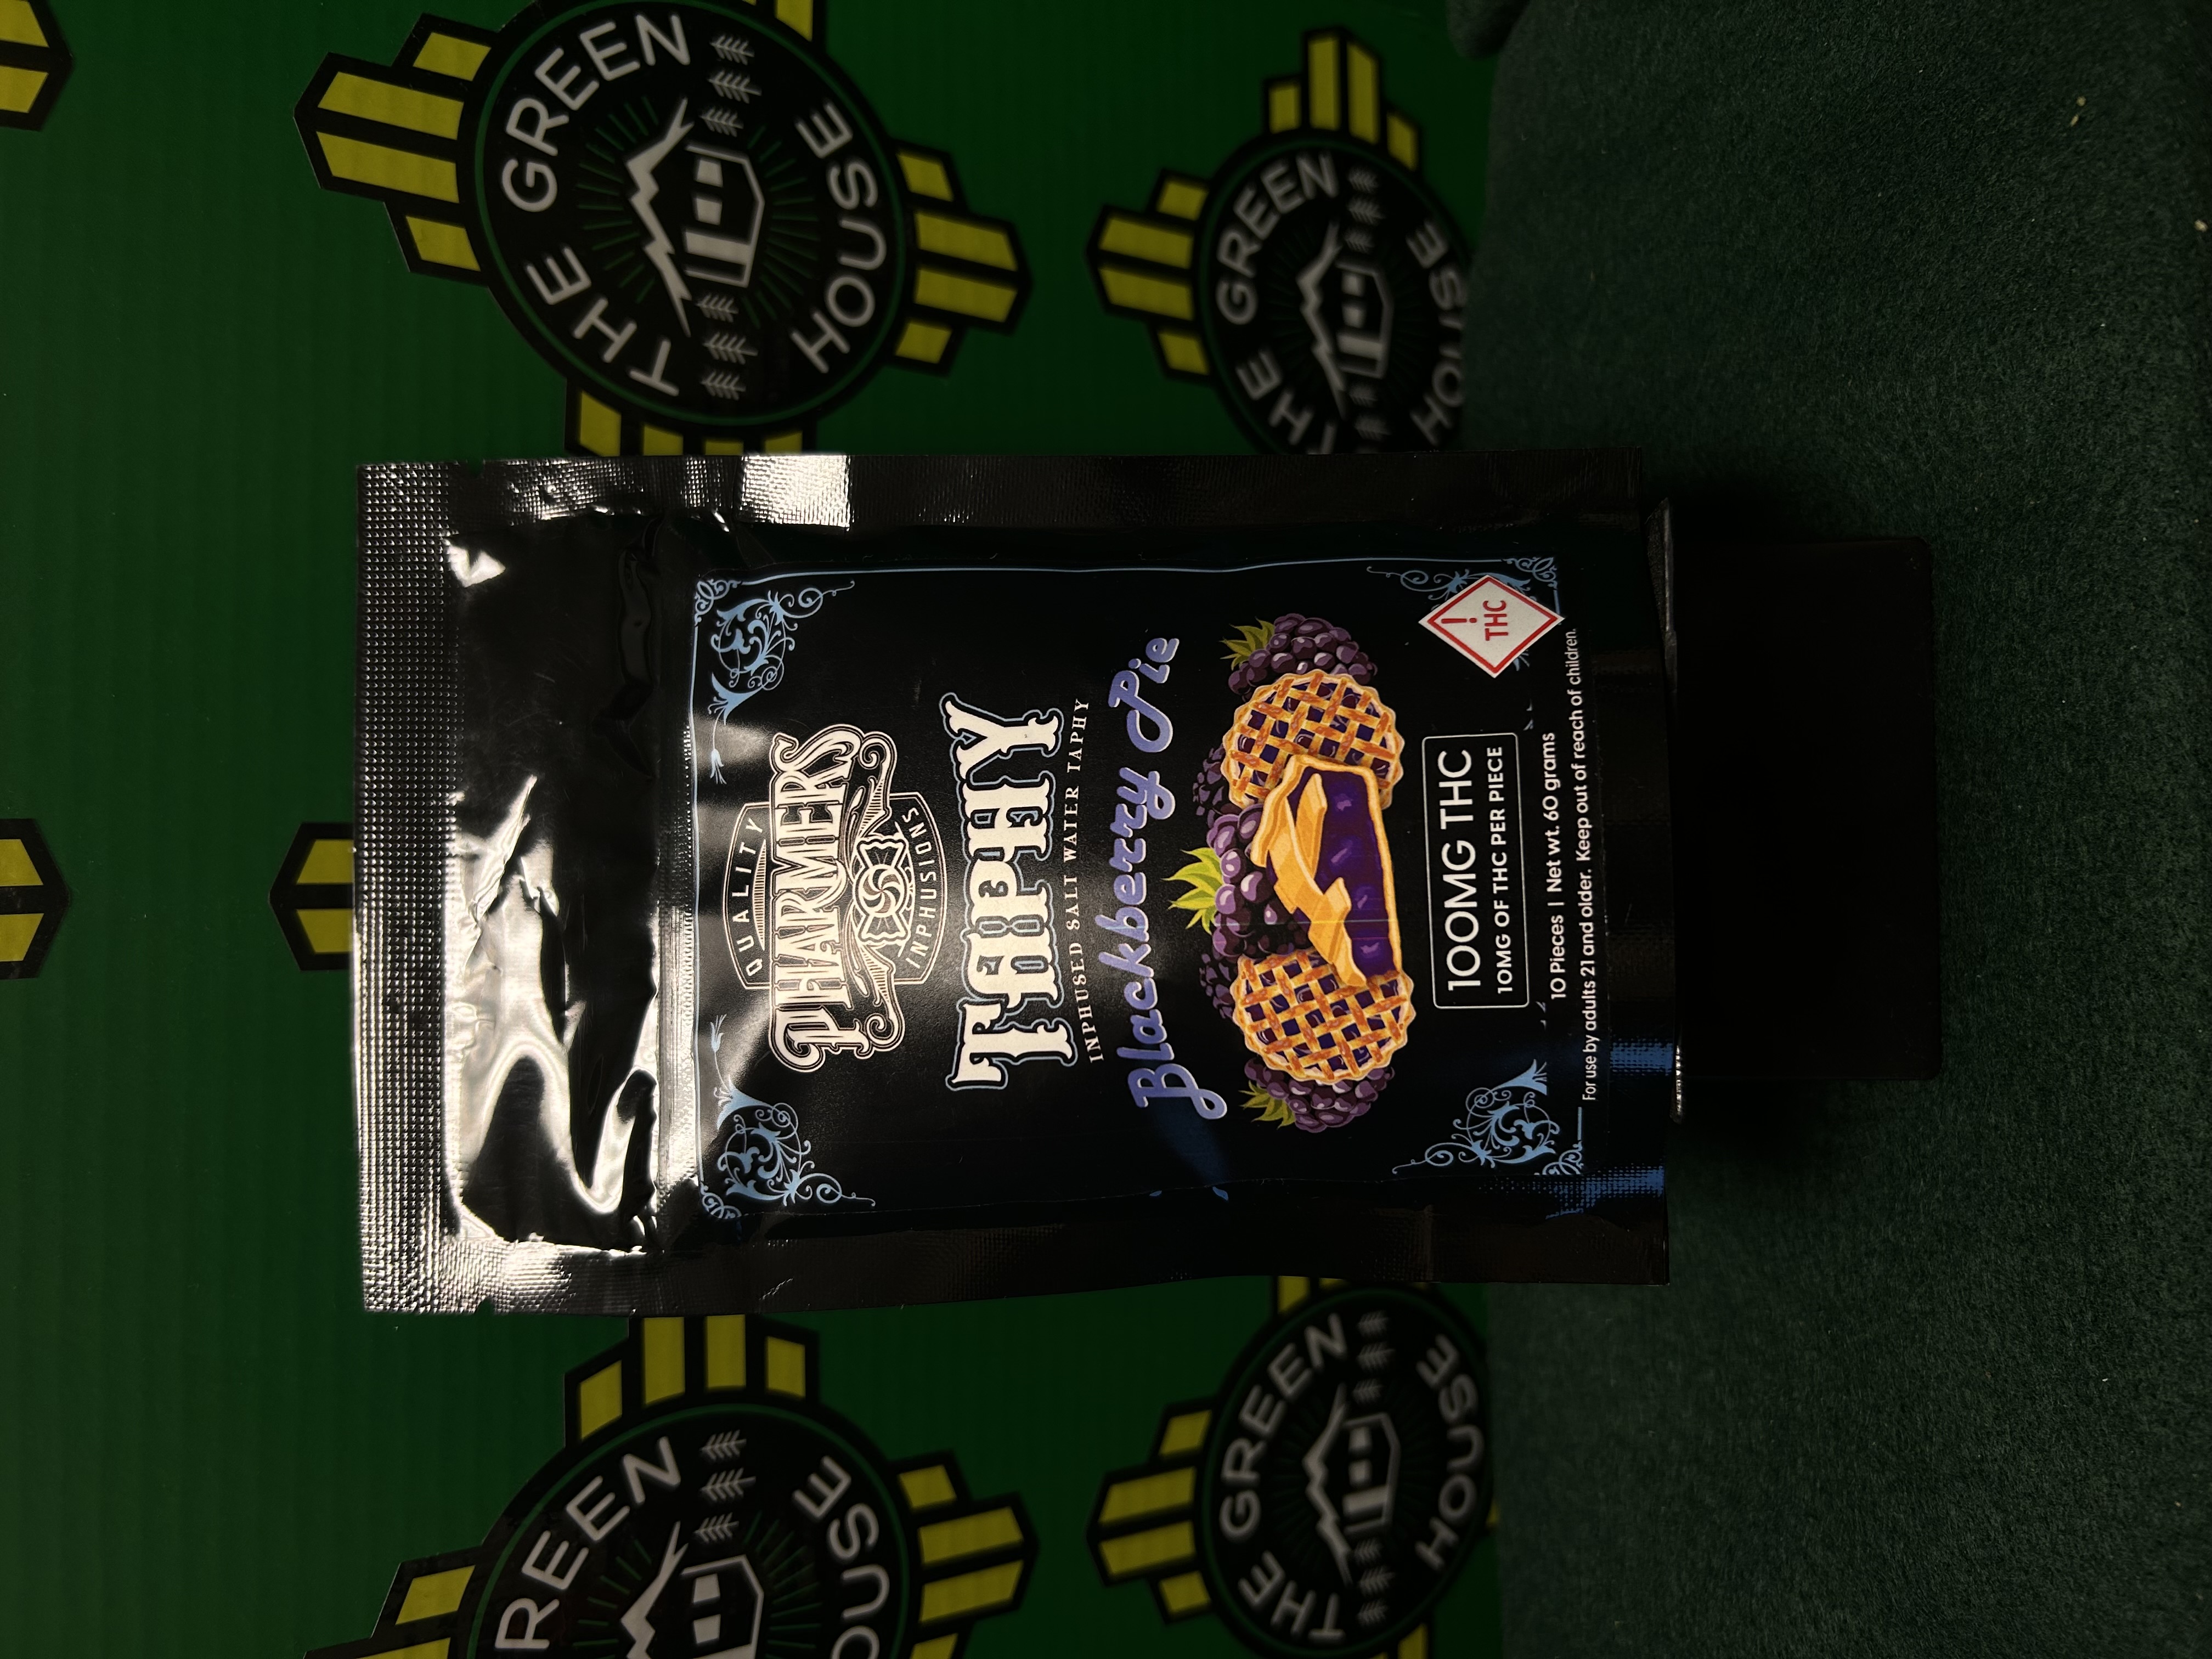 QUALITY
PHARMERS
INPHUSIONS
TAPHY
INPHUSED SALT WATER TAPHY
Blackberry Pie
100MG THC
10MG OF THC PER PIECE
!
THC
10 Pieces | Net wt. 60 grams
For use by adults 21 and older. Keep out of reach of children.
THE GREEN
HOUSE
THE GREEN
HOUSE
REEN
OUSE
THE GREEN
HOUSE